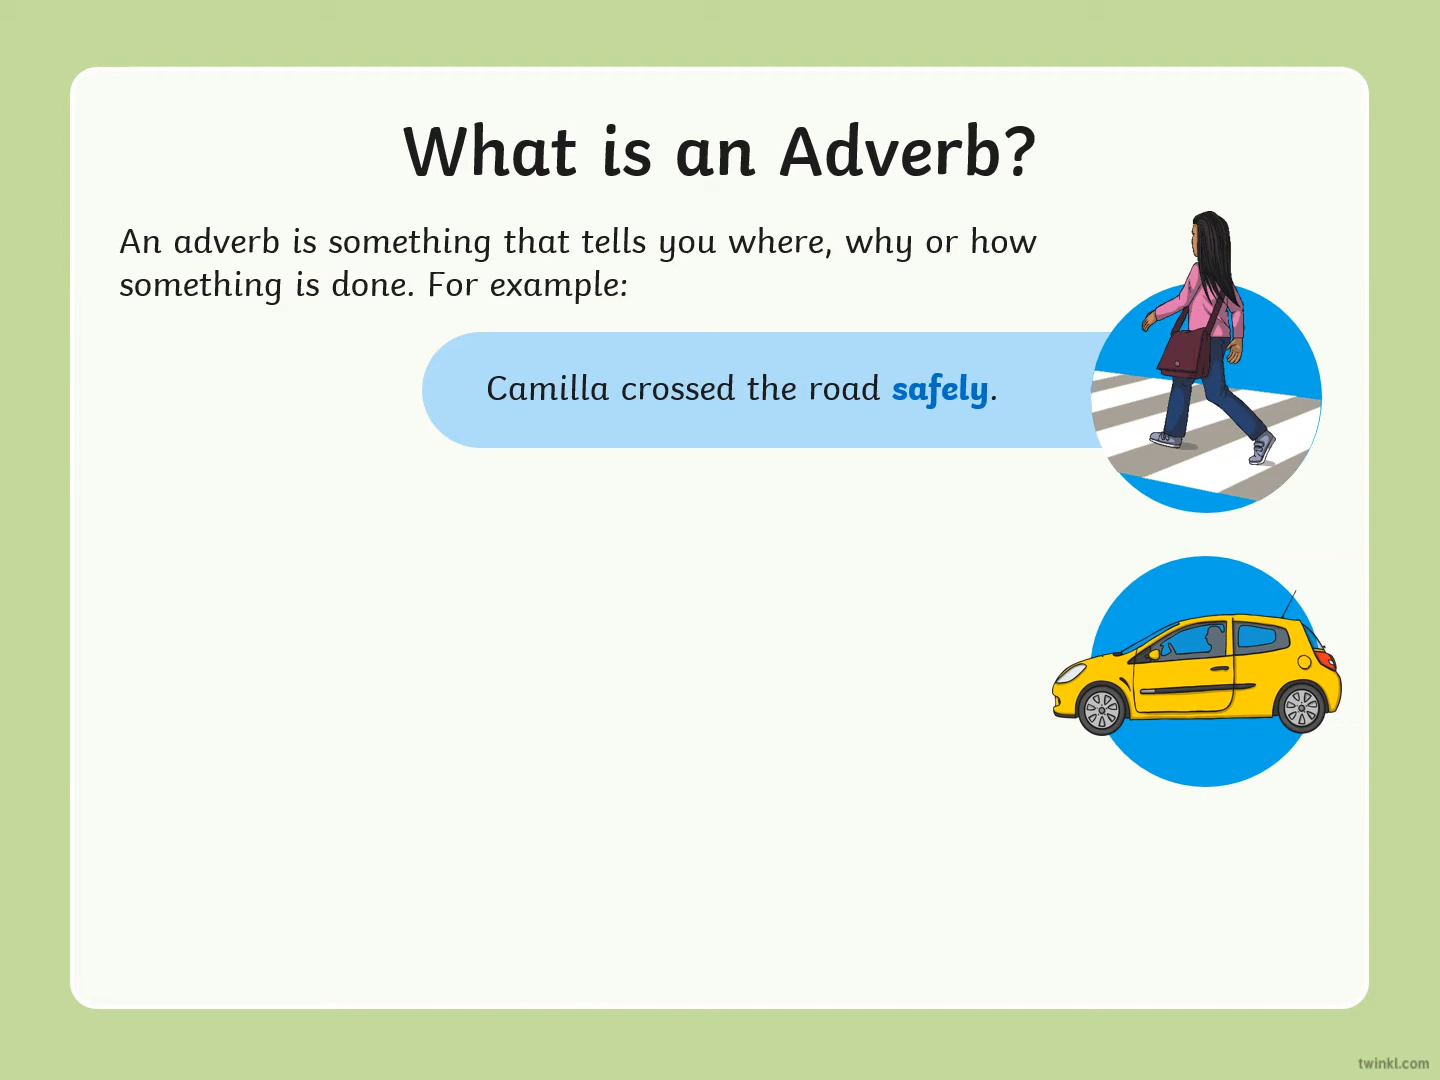 What is an Adverb?
An adverb is something that tells you where, why or how
something is done. For example:
Camilla crossed the road safely.
twinkl.com